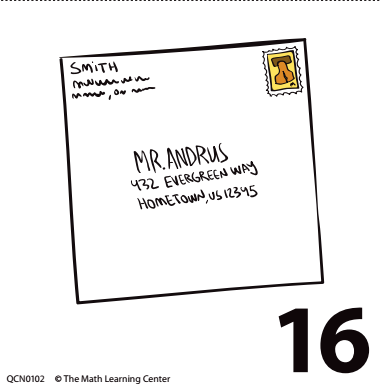 SMITH
MR. ANDRUS
432 EVERGREEN WAY
HOMETOWN, US 12345
16
QCN0102 © The Math Learning Center